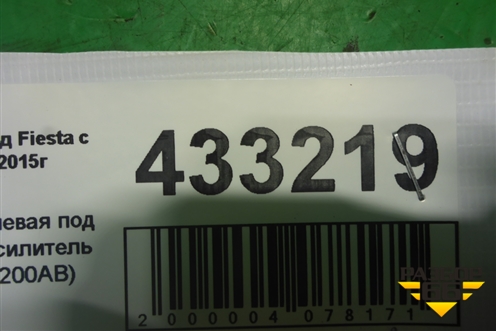 д Fiesta с
2015г
433219
левая под
силитель
200AB)
2 000004 078171